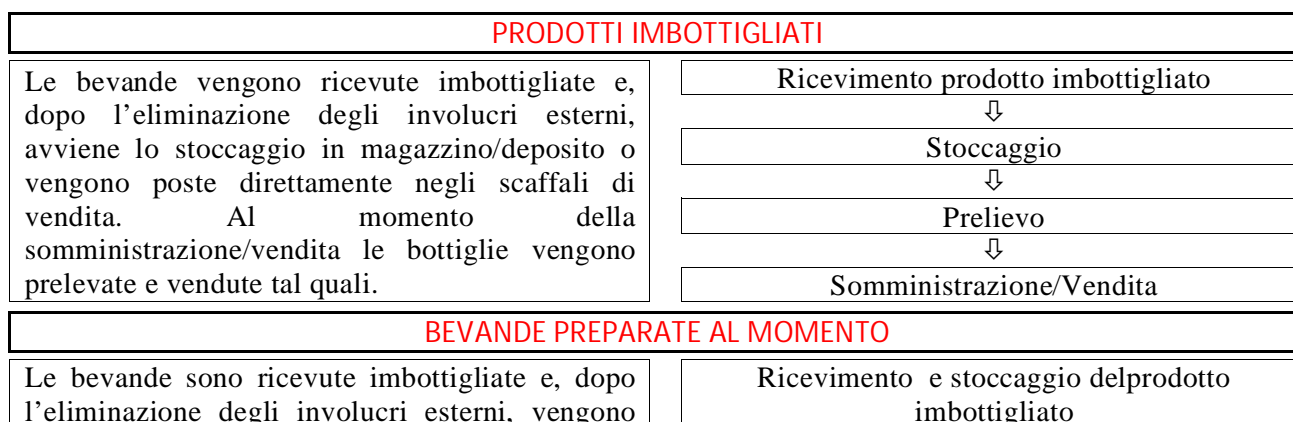 PRODOTTI IMBOTTIGLIATI
Le bevande vengono ricevute imbottigliate e,
dopo l'eliminazione degli involucri esterni,
avviene lo stoccaggio in magazzino/deposito o
vengono poste direttamente negli scaffali di
vendita. Al momento della
somministrazione/vendita le bottiglie vengono
prelevate e vendute tal quali.
Ricevimento prodotto imbottigliato
⇩
Stoccaggio
⇩
Prelievo
⇩
Somministrazione/Vendita
BEVANDE PREPARATE AL MOMENTO
Le bevande sono ricevute imbottigliate e, dopo
l'eliminazione degli involucri esterni, vengono
Ricevimento e stoccaggio delprodotto
imbottigliato